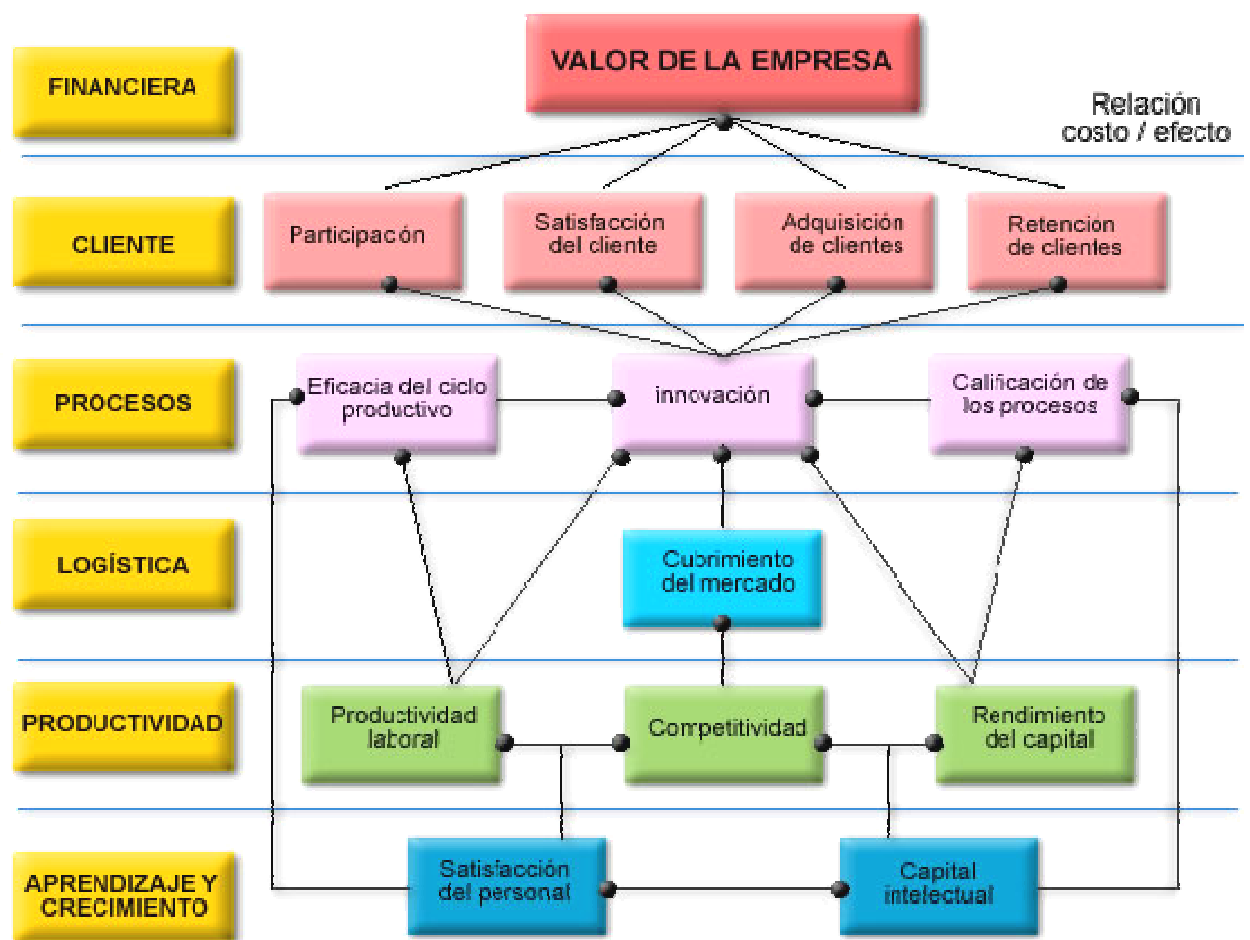 FINANCIERA
VALOR DE LA EMPRESA
Relación
costo / efecto
CLIENTE
Participación
Satisfacción
del cliente
Adquisición
de clientes
Retención
de clientes
PROCESOS
Eficacia del ciclo
productivo
innovación
Calificación de
los procesos
LOGÍSTICA
Cubrimiento
del mercado
PRODUCTIVIDAD
Productividad
laboral
Competitividad
Rendimiento
del capital
APRENDIZAJE Y
CRECIMIENTO
Satisfacción
del personal
Capital
intelectual